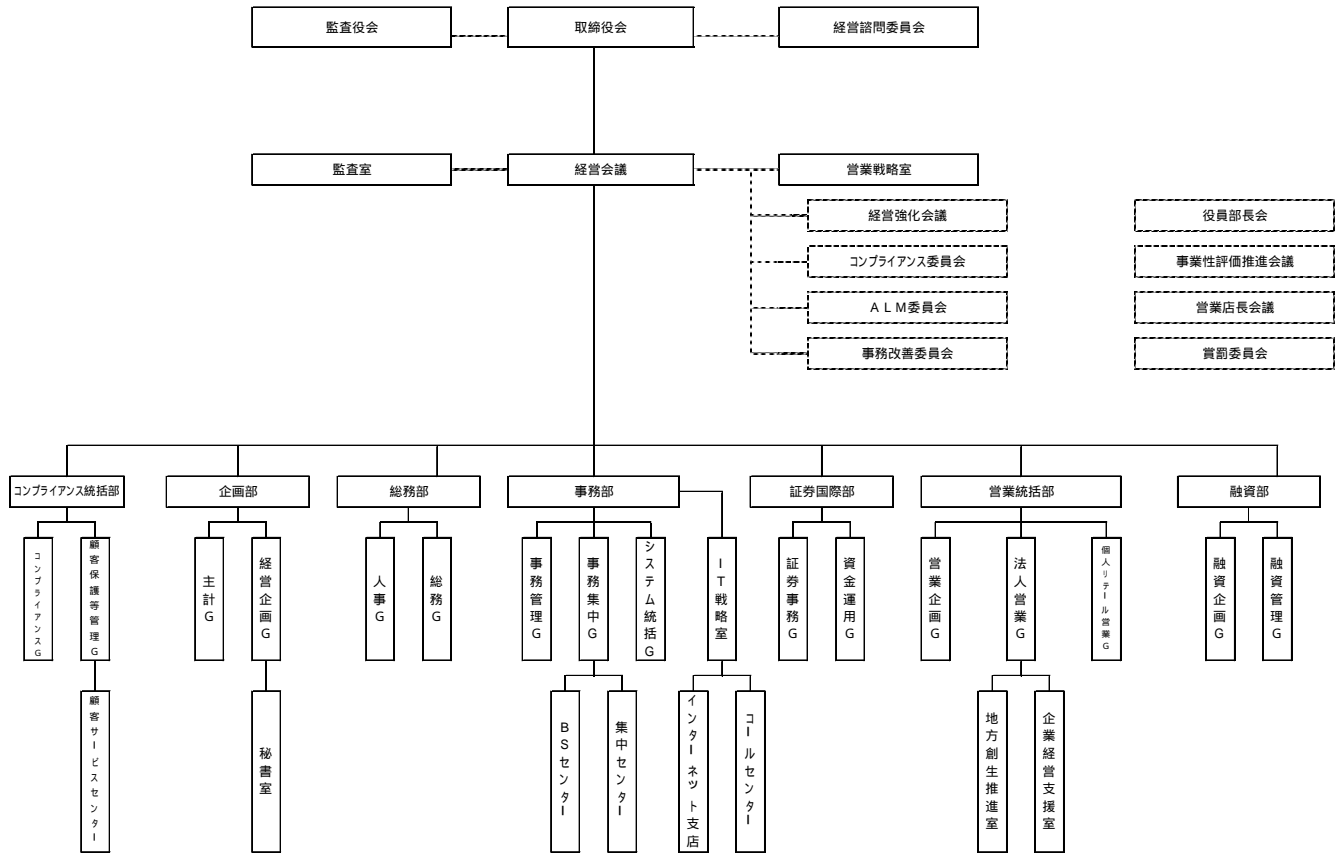 監査役会
取締役会
経営諮問委員会
監査室
経営会議
営業戦略室
経営強化会議
役員部長会
コンプライアンス委員会
事業性評価推進会議
ALM委員会
営業店長会議
事務改善委員会
賞罰委員会
コンプライアンス統括部
企画部
総務部
事務部
証券国際部
営業統括部
融資部
コンプライアンスG
顧客保護等管理G
主計G
経営企画G
人事G
総務G
事務管理G
事務集中G
システム統括G
IT戦略室
証券事務G
資金運用G
営業企画G
法人営業G
個人リテール営業G
融資企画G
融資管理G
顧客サービスセンター
秘書室
BSセンター
集中センター
インターネット支店
コールセンター
地方創生推進室
企業経営支援室